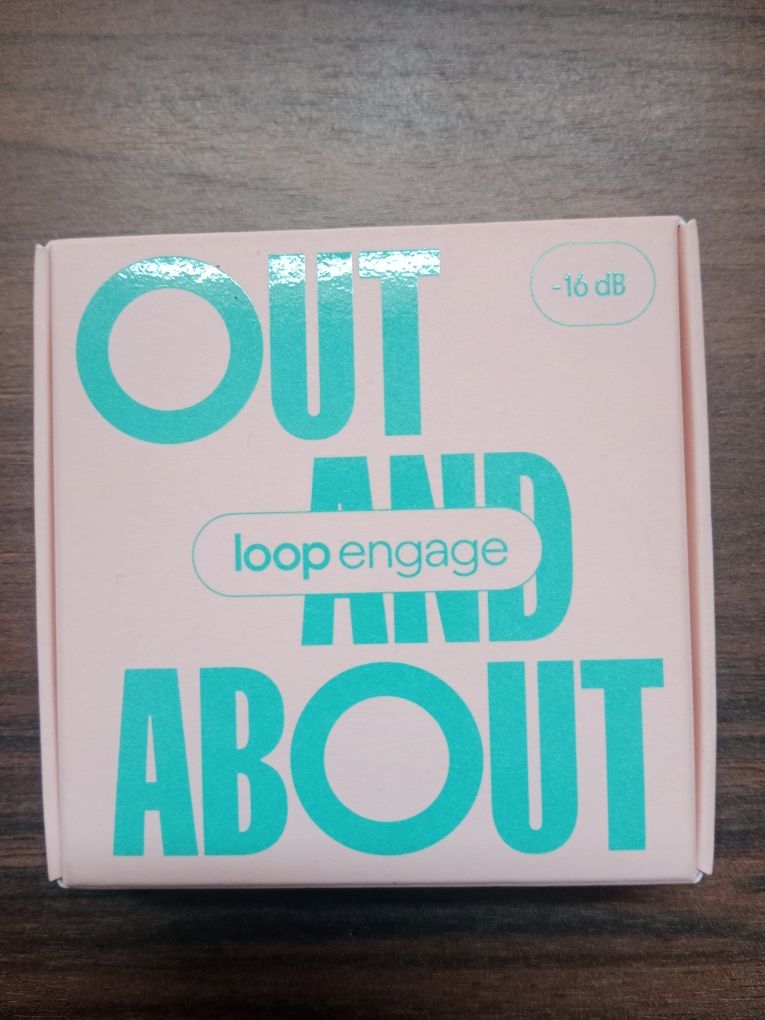 OUT
-16 dB
AND
loop engage
ABOUT